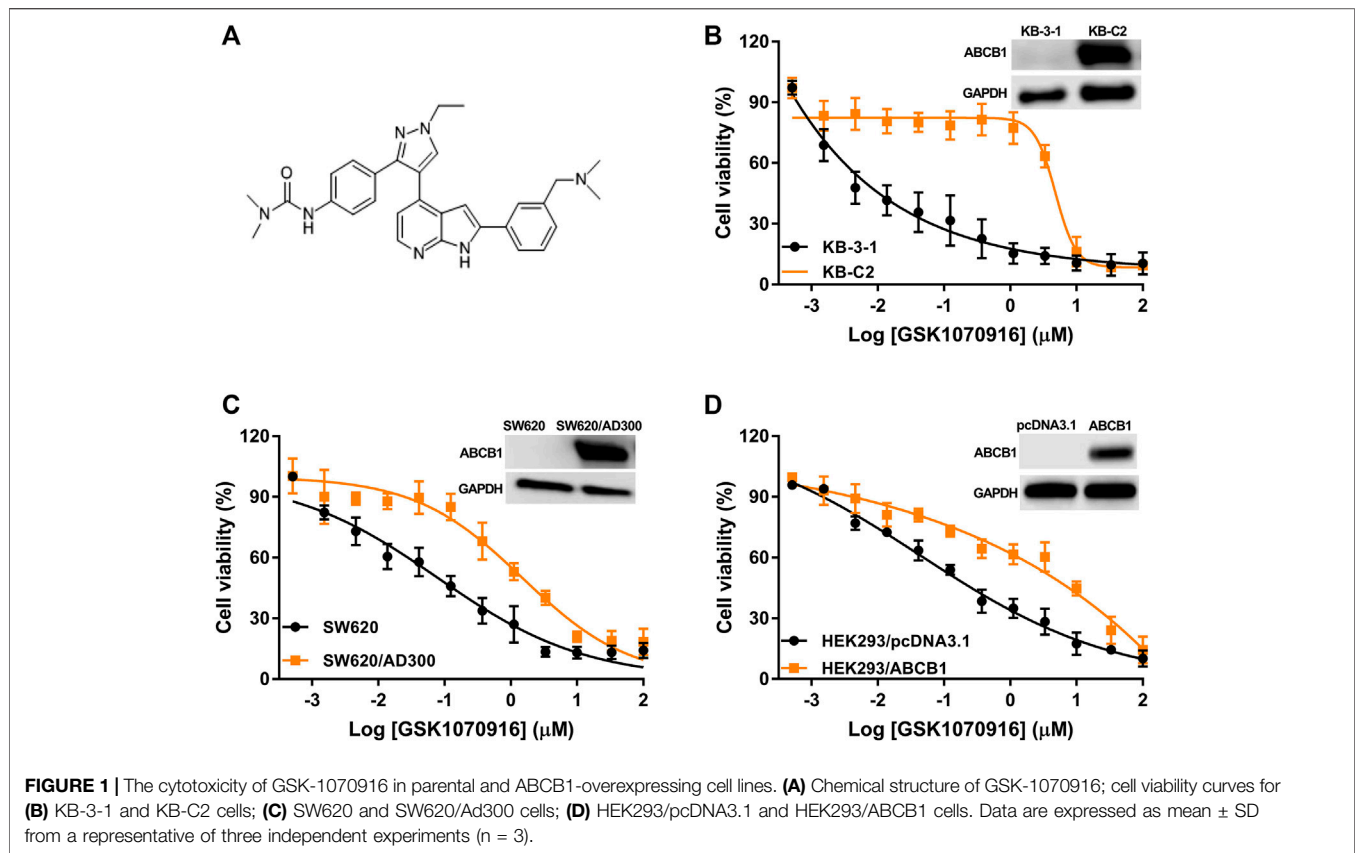 A
N
N
O
N
NH
N
N
N
H
B
KB-3-1 KB-C2
ABCB1
GAPDH
120
90
60
30
0
Cell viability (%)
KB-3-1
KB-C2
-3 -2 -1 0 1 2
Log [GSK1070916] (μM)
C
SW620 SW620/AD300
ABCB1
GAPDH
120
90
60
30
0
Cell viability (%)
SW620
SW620/AD300
-3 -2 -1 0 1 2
Log [GSK1070916] (μM)
D
pcDNA3.1 ABCB1
ABCB1
GAPDH
120
90
60
30
0
Cell viability (%)
HEK293/pcDNA3.1
HEK293/ABCB1
-3 -2 -1 0 1 2
Log [GSK1070916] (μM)
FIGURE 1 | The cytotoxicity of GSK-1070916 in parental and ABCB1-overexpressing cell lines. (A) Chemical structure of GSK-1070916; cell viability curves for
(B) KB-3-1 and KB-C2 cells; (C) SW620 and SW620/Ad300 cells; (D) HEK293/pcDNA3.1 and HEK293/ABCB1 cells. Data are expressed as mean ± SD
from a representative of three independent experiments (n = 3).